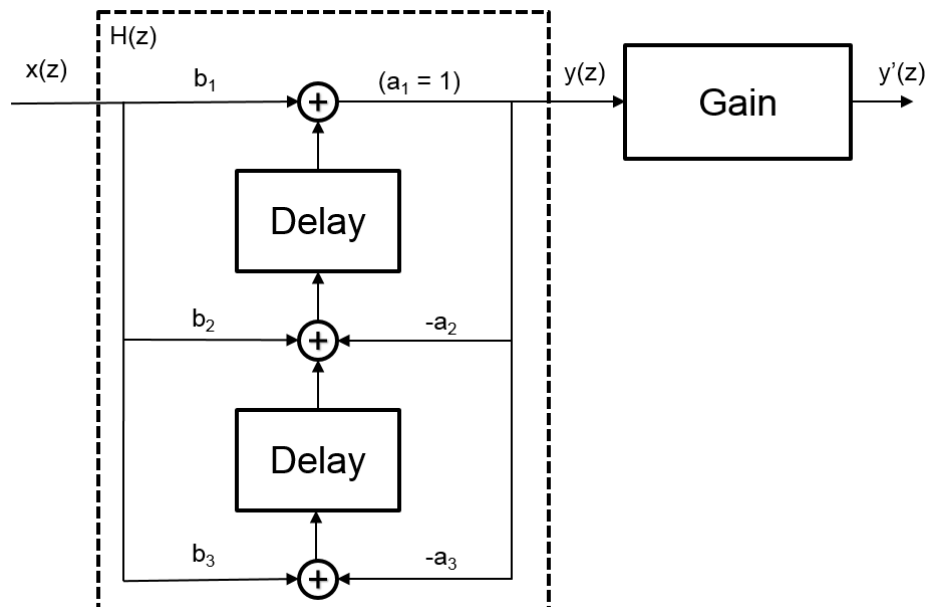 H(z)
x(z)
b₁
(a₁ = 1)
y(z)
Gain
y’(z)
+
Delay
b₂
+
-a₂
Delay
b₃
+
-a₃